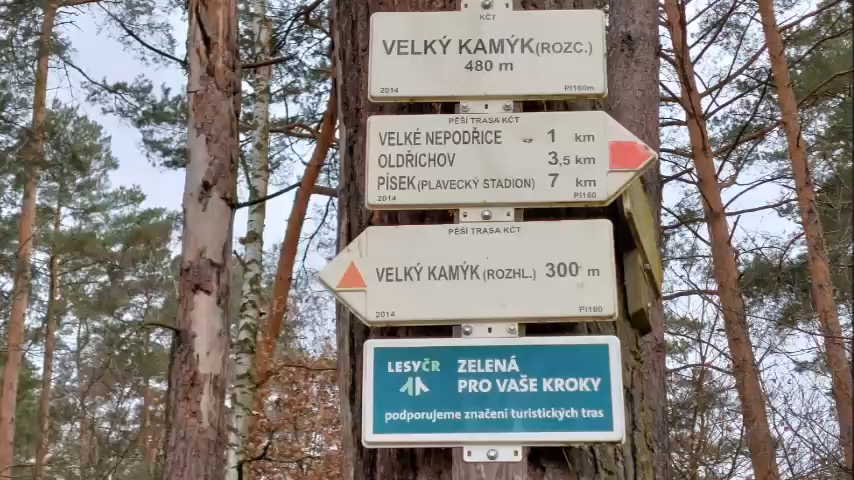 KČT
VELKÝ KAMÝK (ROZC.)
480 m
2014 PI160m
PĚŠÍ TRASA KČT
VELKÉ NEPODŘICE 1 km
OLDŘICHOV 3,5 km
PÍSEK (PLAVECKÝ STADION) 7 km
2014 PI160
PĚŠÍ TRASA KČT
VELKÝ KAMÝK (ROZHL.) 300 m
2014 PI160
LESYČR ZELENÁ
PRO VAŠE KROKY
podporujeme značení turistických tras